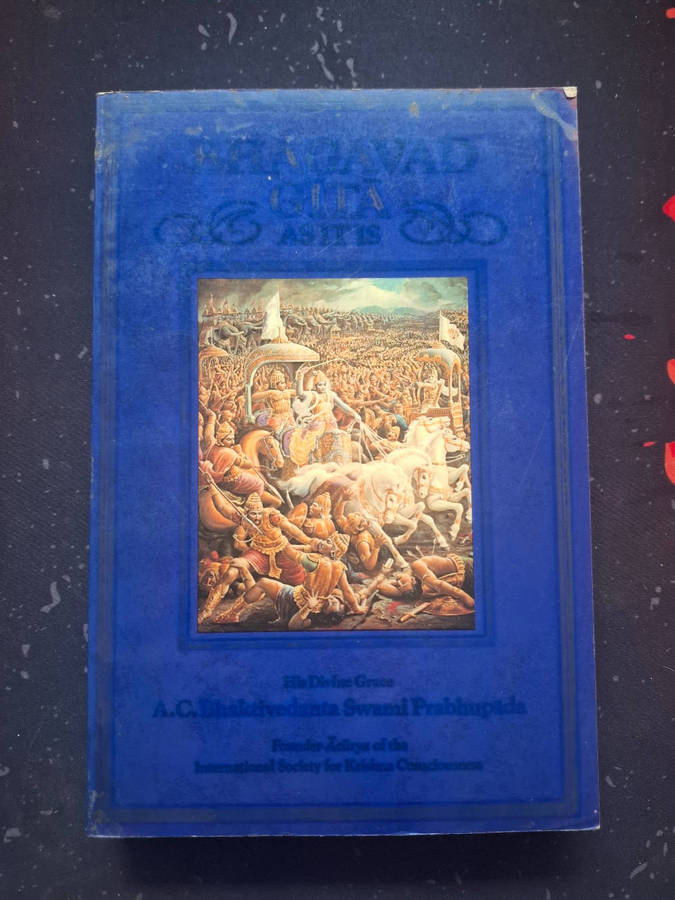 BHAGAVAD
GĪTĀ
AS IT IS
His Divine Grace
A.C. Bhaktivedanta Swami Prabhupāda
Founder-Ācārya of the
International Society for Krishna Consciousness